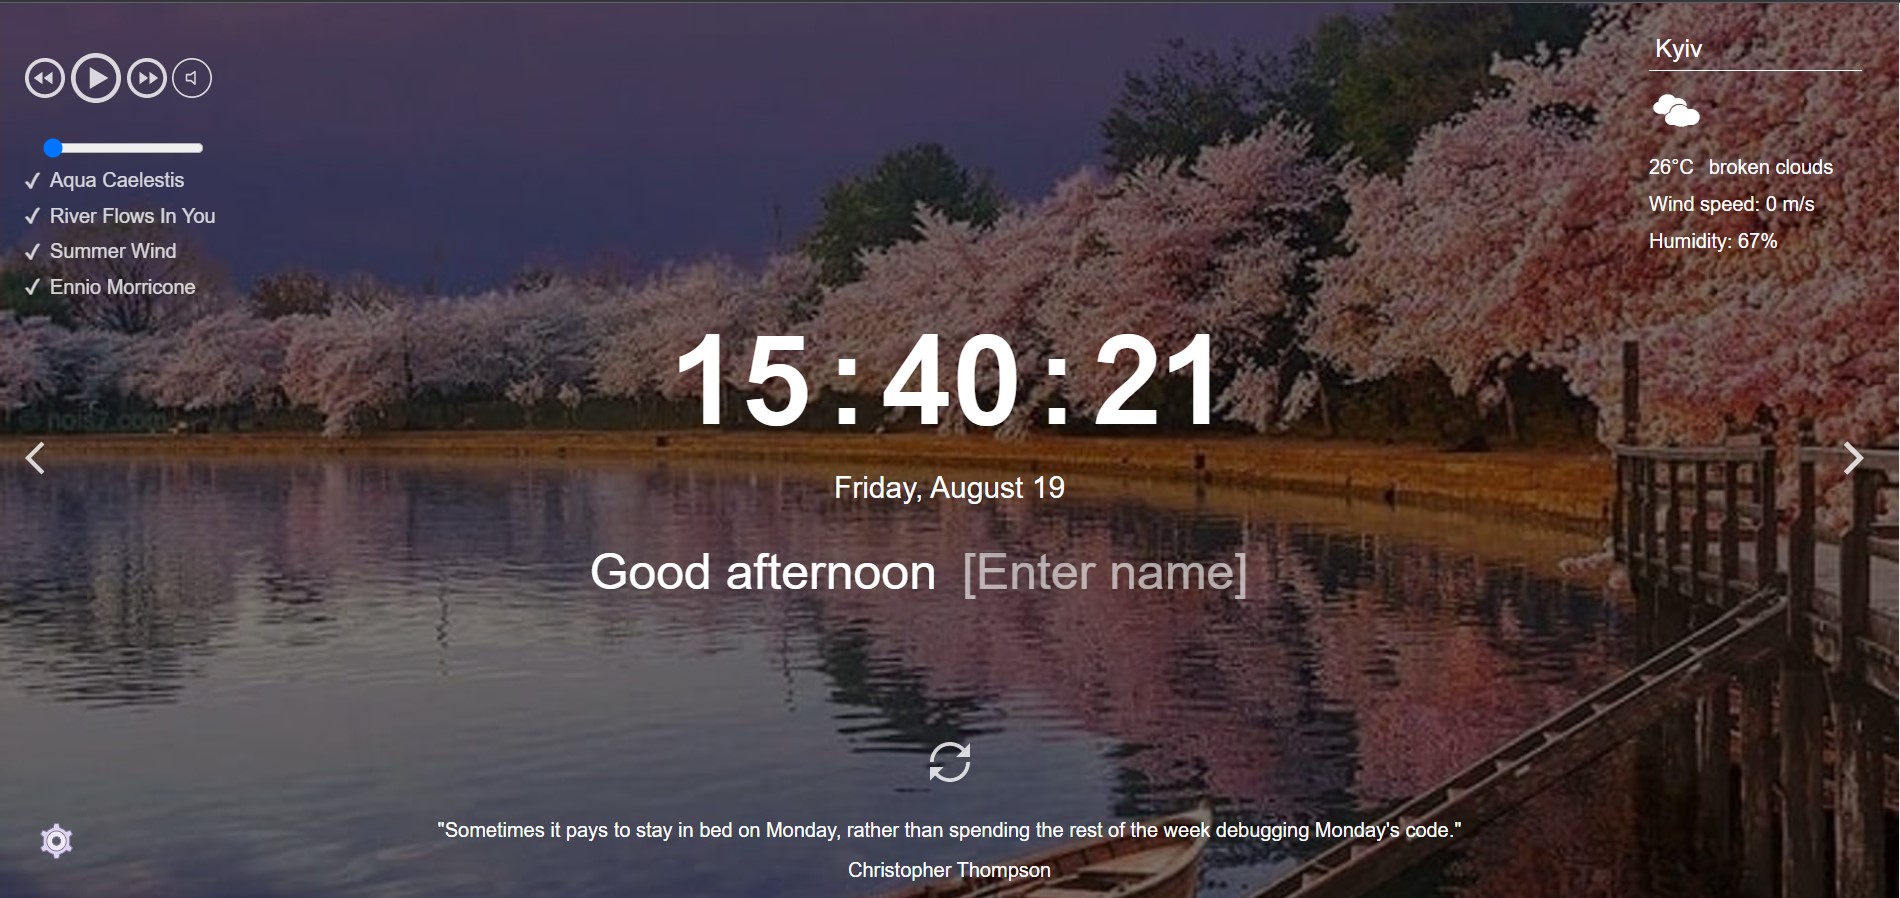 Kyiv
Aqua Caelestis
River Flows In You
Summer Wind
Ennio Morricone
26°C broken clouds
Wind speed: 0 m/s
Humidity: 67%
15:40:21
Friday, August 19
Good afternoon [Enter name]
"Sometimes it pays to stay in bed on Monday, rather than spending the rest of the week debugging Monday's code."
Christopher Thompson